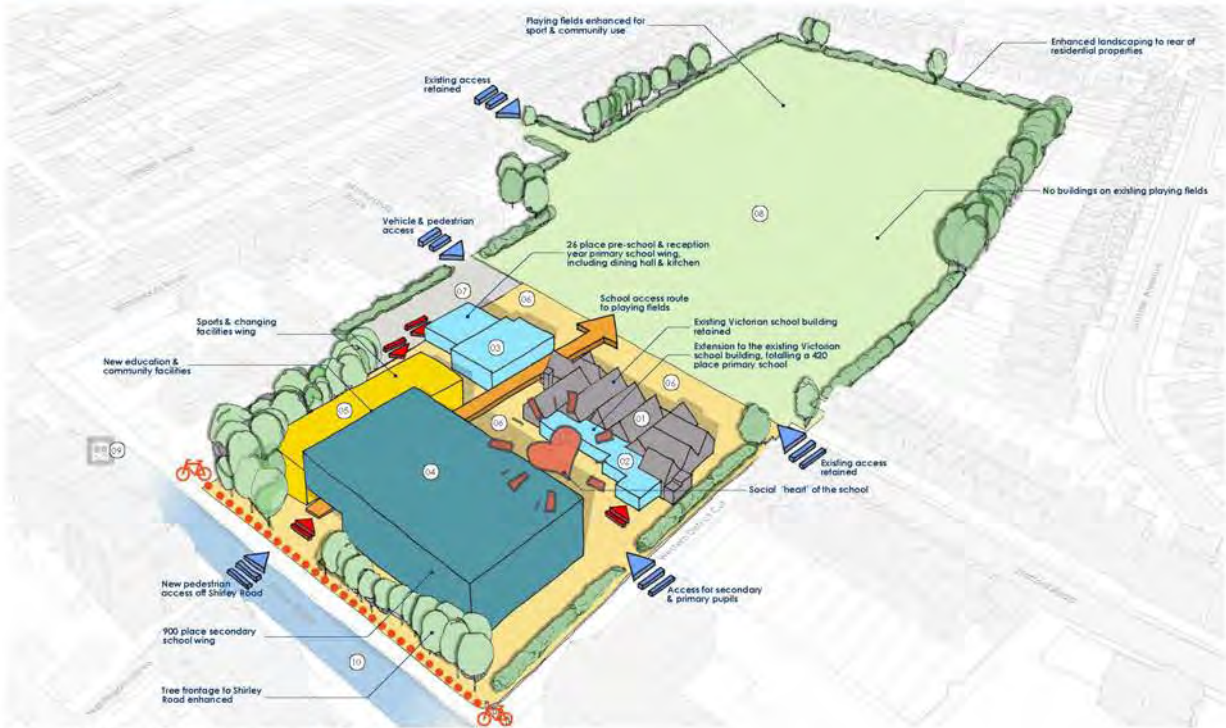 Playing fields enhanced for
sport & community use
Enhanced landscaping to rear of
residential properties
Existing access
retained
No buildings on existing playing fields
08
Vehicle & pedestrian
access
26 place pre-school & reception
year primary school wing,
including dining hall & kitchen
07
06
School access route
to playing fields
Sports & changing
facilities wing
Existing Victorian school building
retained
03
Extension to the existing Victorian
school building, totalling a 420
place primary school
New education &
community facilities
06
05
01
06
09
04
02
Existing access
retained
Social 'heart' of the school
Western District Cut
New pedestrian
access off Shirley Road
Access for secondary
& primary pupils
900 place secondary
school wing
10
Tree frontage to Shirley
Road enhanced